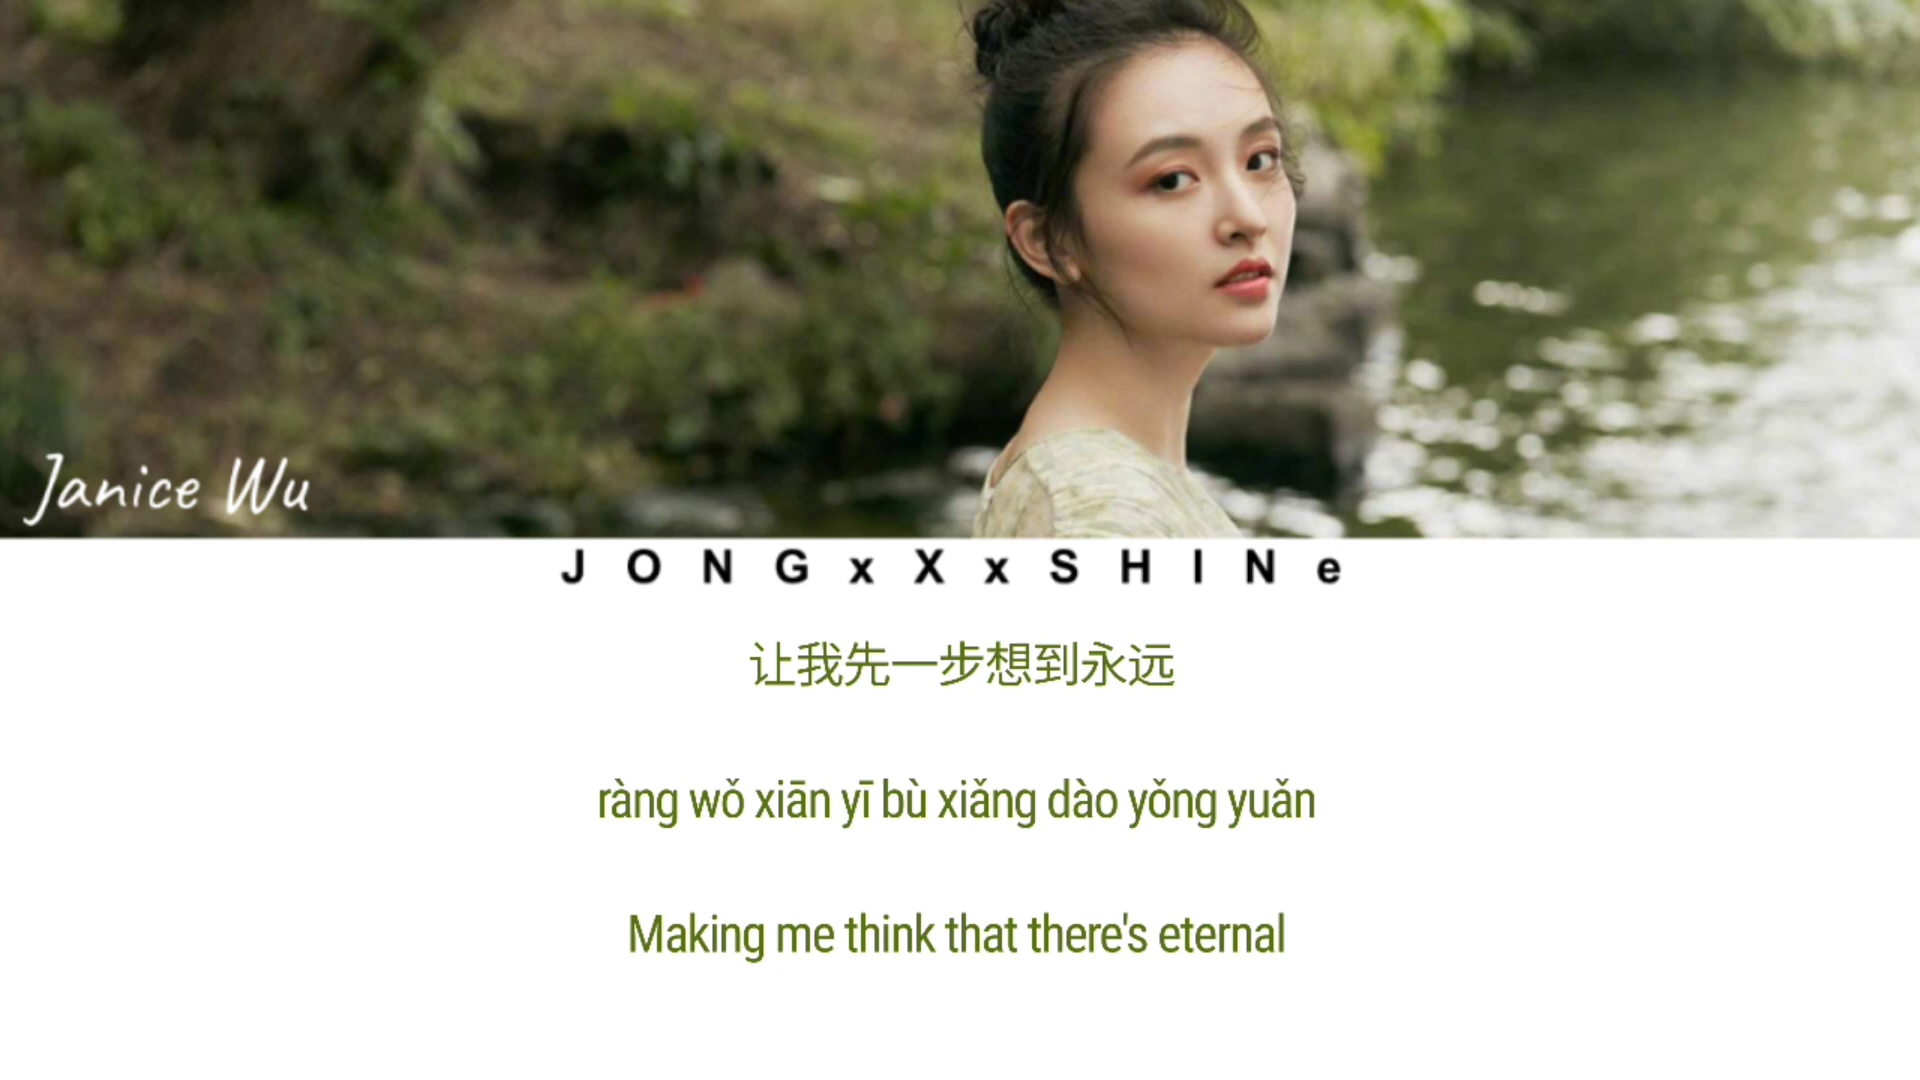 Janice Wu
J O N G x X x S H I N e
让我先一步想到永远
ràng wǒ xiān yī bù xiǎng dào yǒng yuǎn
Making me think that there's eternal